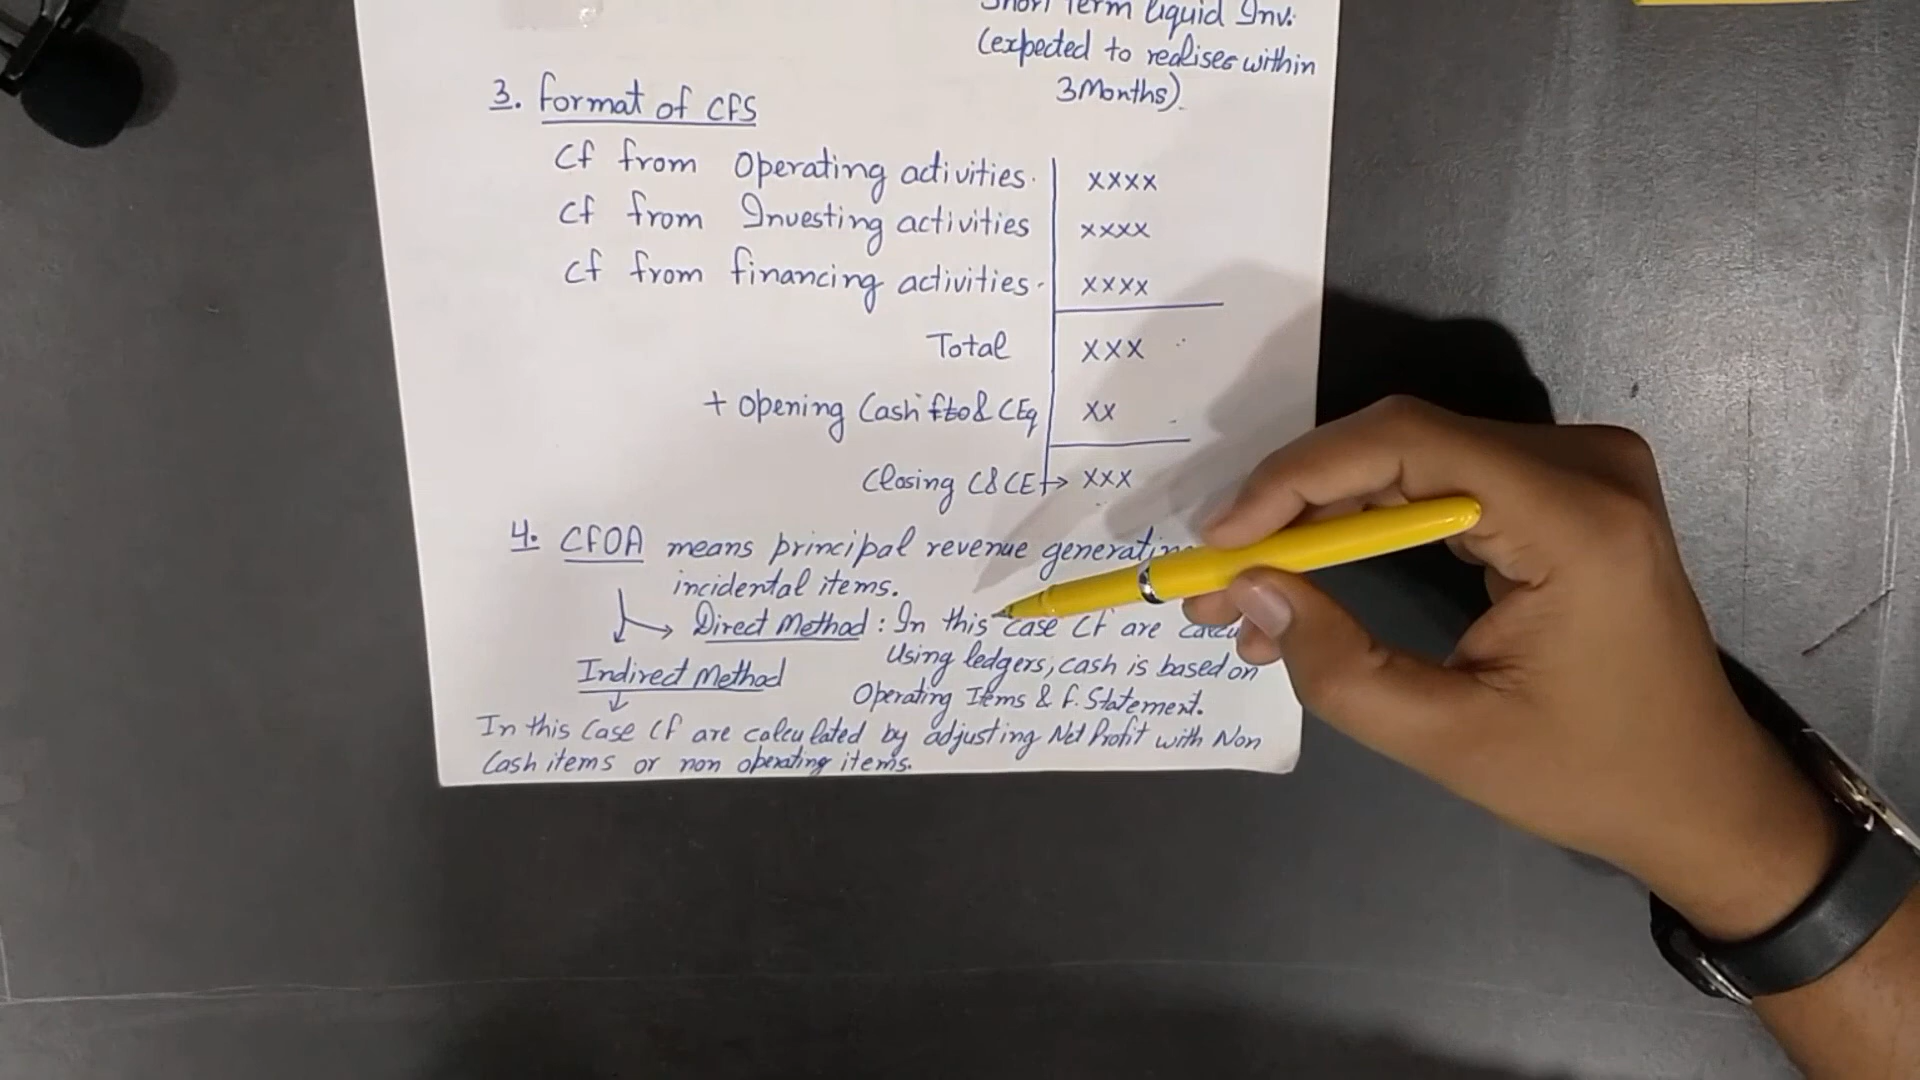 Short Term liquid Inv.
(expected to realises within
3 Months)
3. Format of CFS
CF from Operating activities. xxxx
CF from Investing activities xxxx
CF from financing activities. xxxx
Total xxx
+ Opening Cash & CEq xx
Closing C&CE → xxx
4. CFOA means principal revenue
incidental items.
Direct Method : In this case CF are
Using ledgers, cash is based on
Indirect Method
Operating Items & F. Statement.
In this Case CF are calculated by adjusting Net Profit with Non
Cash items or non operating items.